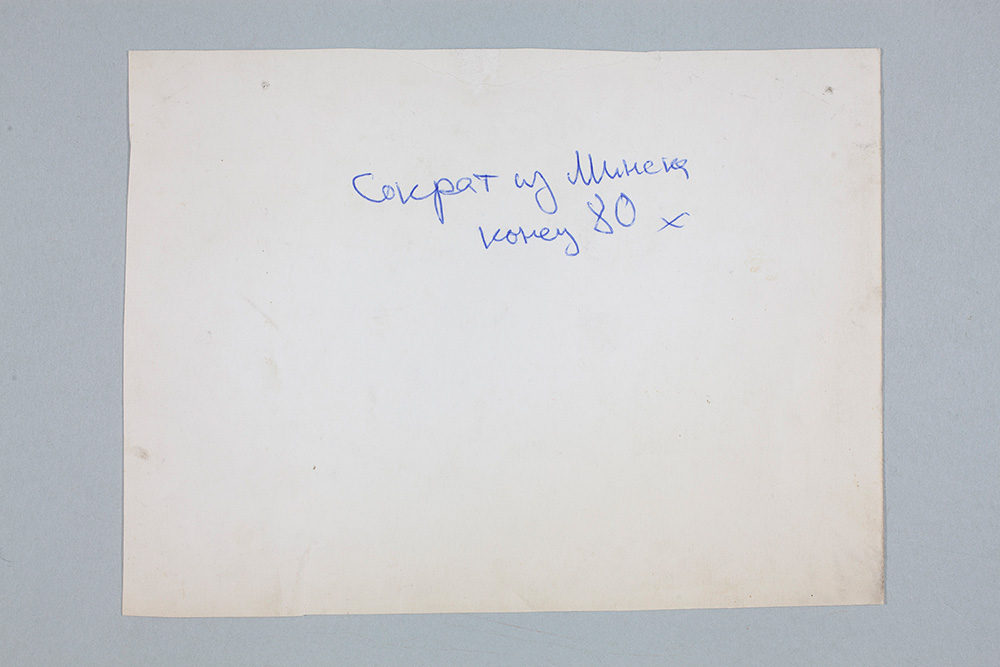 Сократ из Минска
конец 80 х